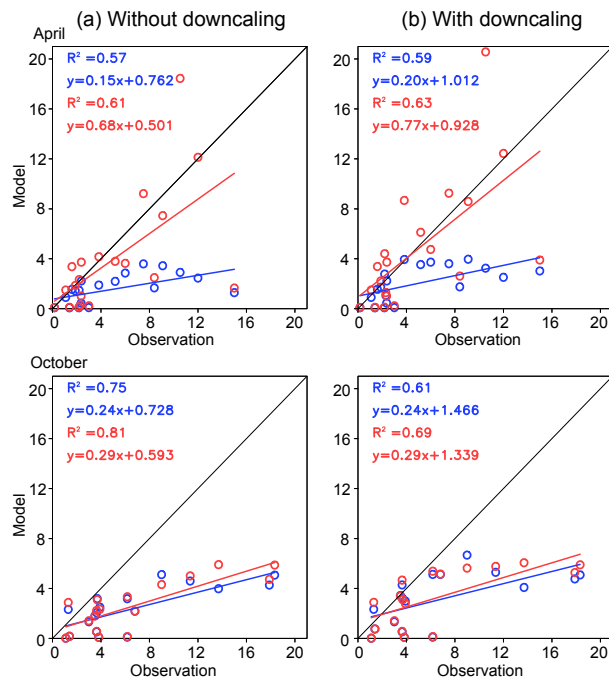 (a) Without downcaling
(b) With downcaling
April
20
16
12
8
4
0
Model
R² =0.57
y=0.15x+0.762
R² =0.61
y=0.68x+0.501
0 4 8 12 16 20
Observation
20
16
12
8
4
0
R² =0.59
y=0.20x+1.012
R² =0.63
y=0.77x+0.928
0 4 8 12 16 20
Observation
October
20
16
12
8
4
0
Model
R² =0.75
y=0.24x+0.728
R² =0.81
y=0.29x+0.593
0 4 8 12 16 20
Observation
20
16
12
8
4
0
R² =0.61
y=0.24x+1.466
R² =0.69
y=0.29x+1.339
0 4 8 12 16 20
Observation